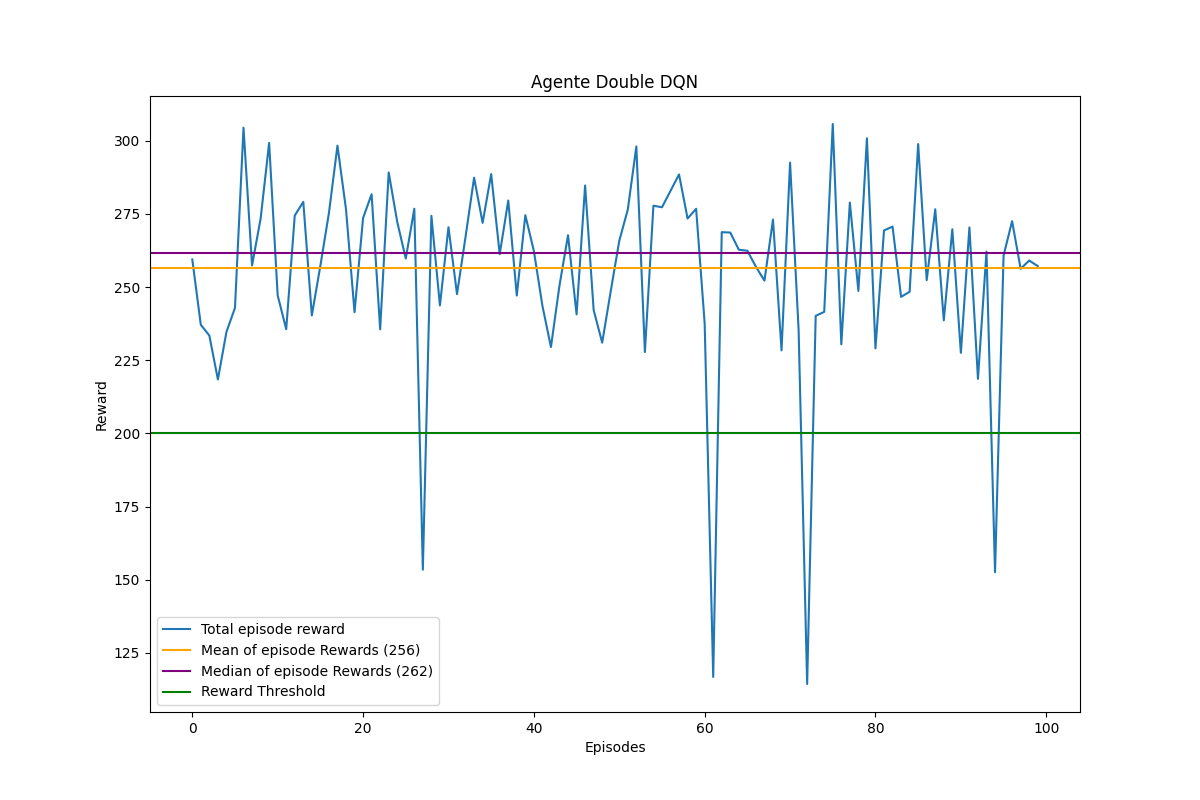 Agente Double DQN
Reward
300
275
250
225
200
175
150
125
Total episode reward
Mean of episode Rewards (256)
Median of episode Rewards (262)
Reward Threshold
0 20 40 60 80 100
Episodes